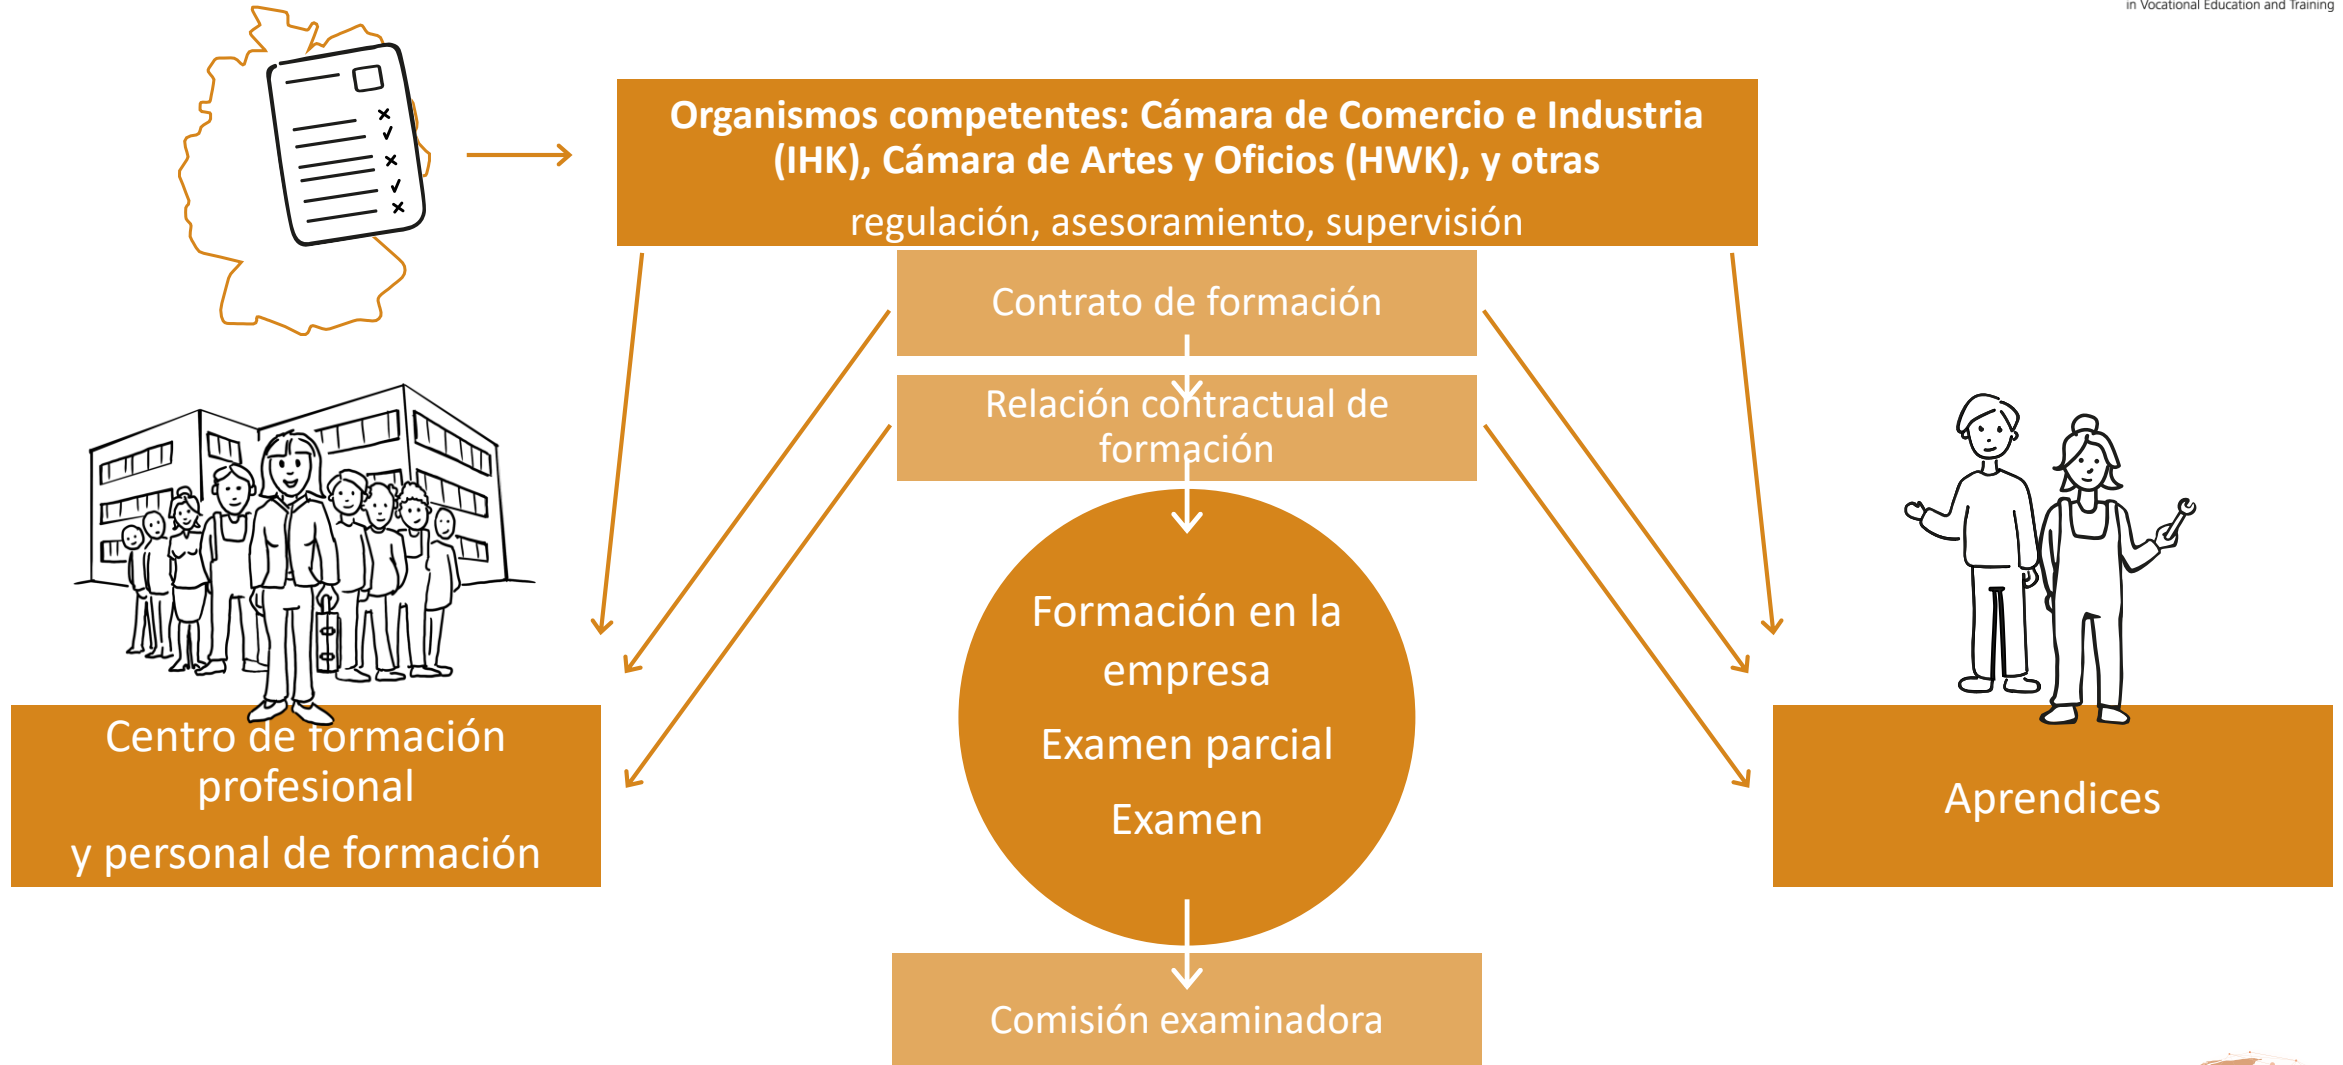 in Vocational Education and Training
Organismos competentes: Cámara de Comercio e Industria
(IHK), Cámara de Artes y Oficios (HWK), y otras
regulación, asesoramiento, supervisión
Contrato de formación
Relación contractual de
formación
Formación en la
empresa
Examen parcial
Examen
Centro de formación
profesional
y personal de formación
Aprendices
Comisión examinadora